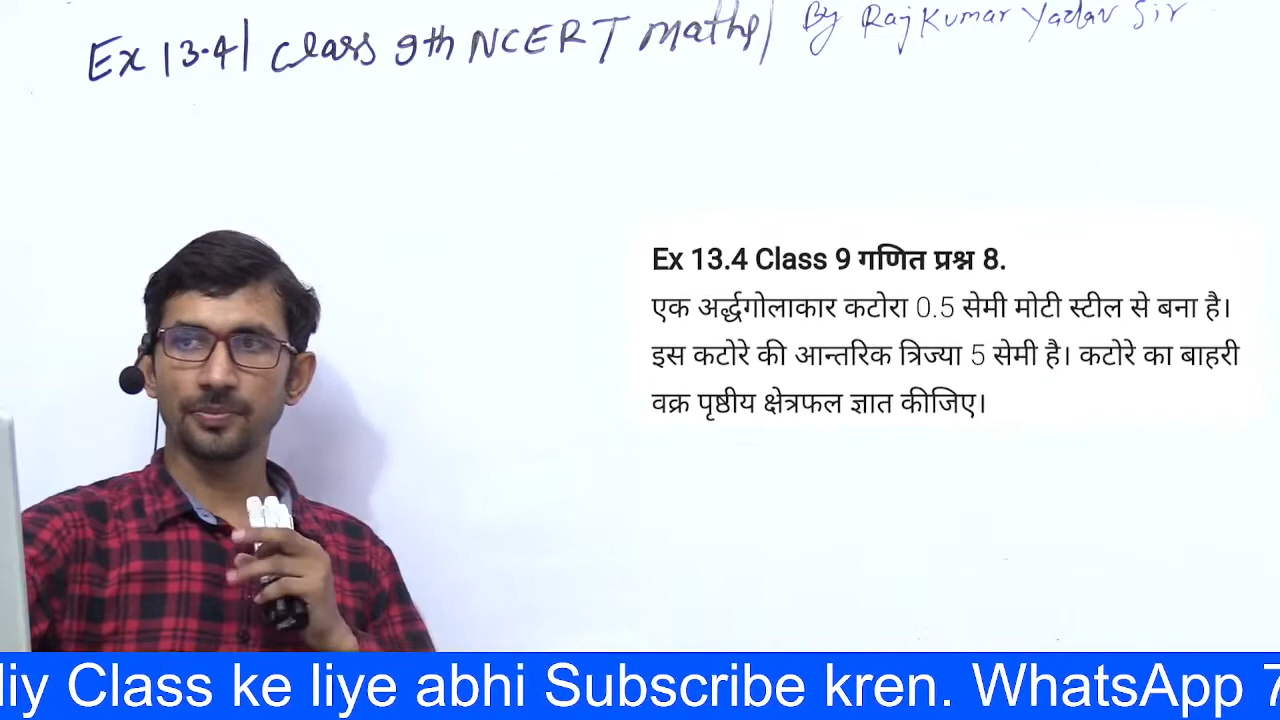 Ex 13.4| Class 9th NCERT maths| By Raj Kumar Yadav Sir
Ex 13.4 Class 9 गणित प्रश्न 8.
एक अर्द्धगोलाकार कटोरा 0.5 सेमी मोटी स्टील से बना है।
इस कटोरे की आन्तरिक त्रिज्या 5 सेमी है। कटोरे का बाहरी
वक्र पृष्ठीय क्षेत्रफल ज्ञात कीजिए।
liy Class ke liye abhi Subscribe kren. WhatsApp 7